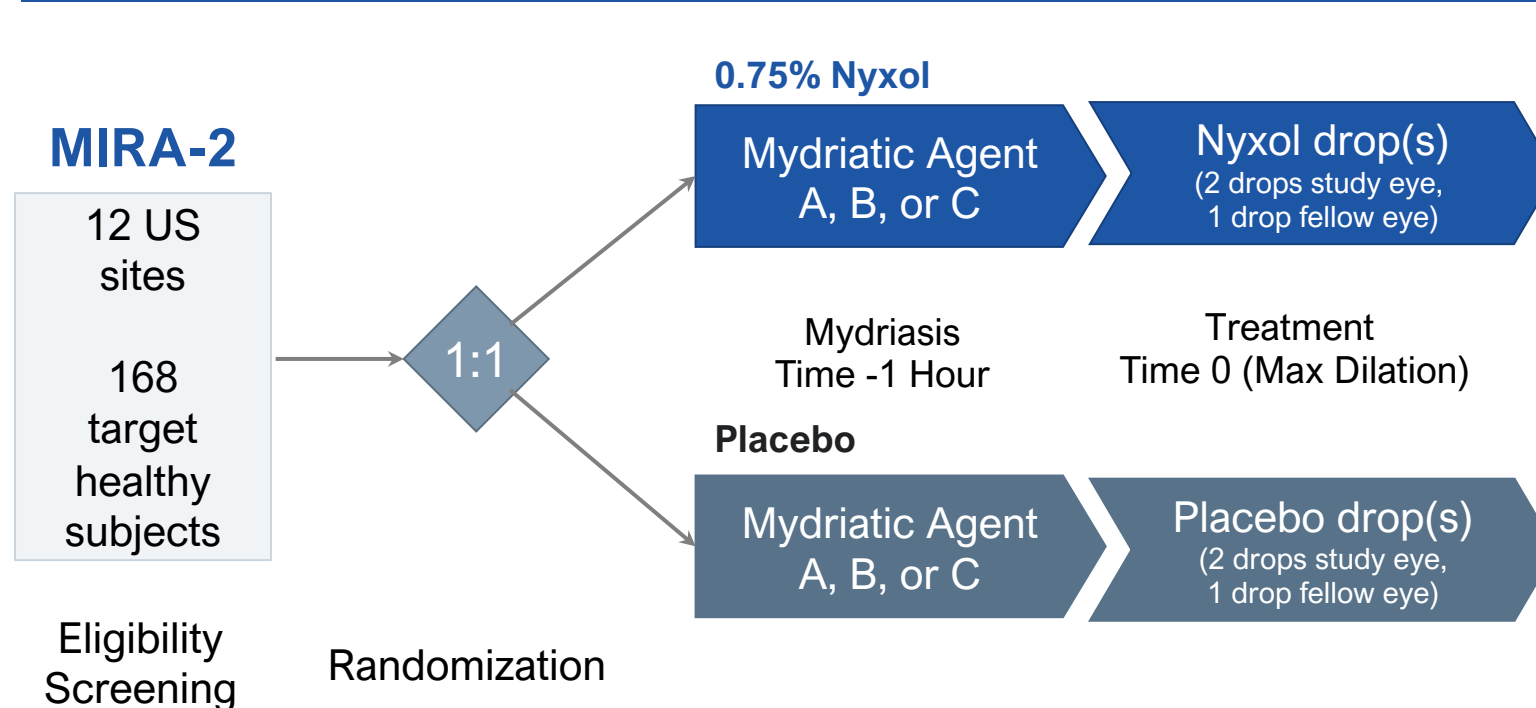 MIRA-2
12 US
sites
168
target
healthy
subjects
Eligibility
Screening
1:1
Randomization
0.75% Nyxol
Mydriatic Agent
A, B, or C
Nyxol drop(s)
(2 drops study eye,
1 drop fellow eye)
Mydriasis
Time -1 Hour
Treatment
Time 0 (Max Dilation)
Placebo
Mydriatic Agent
A, B, or C
Placebo drop(s)
(2 drops study eye,
1 drop fellow eye)